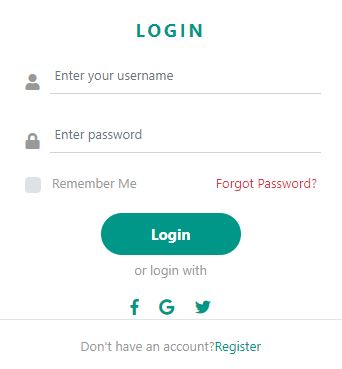 LOGIN
Enter your username
Enter password
Remember Me Forgot Password?
Login
or login with
Don't have an account?Register